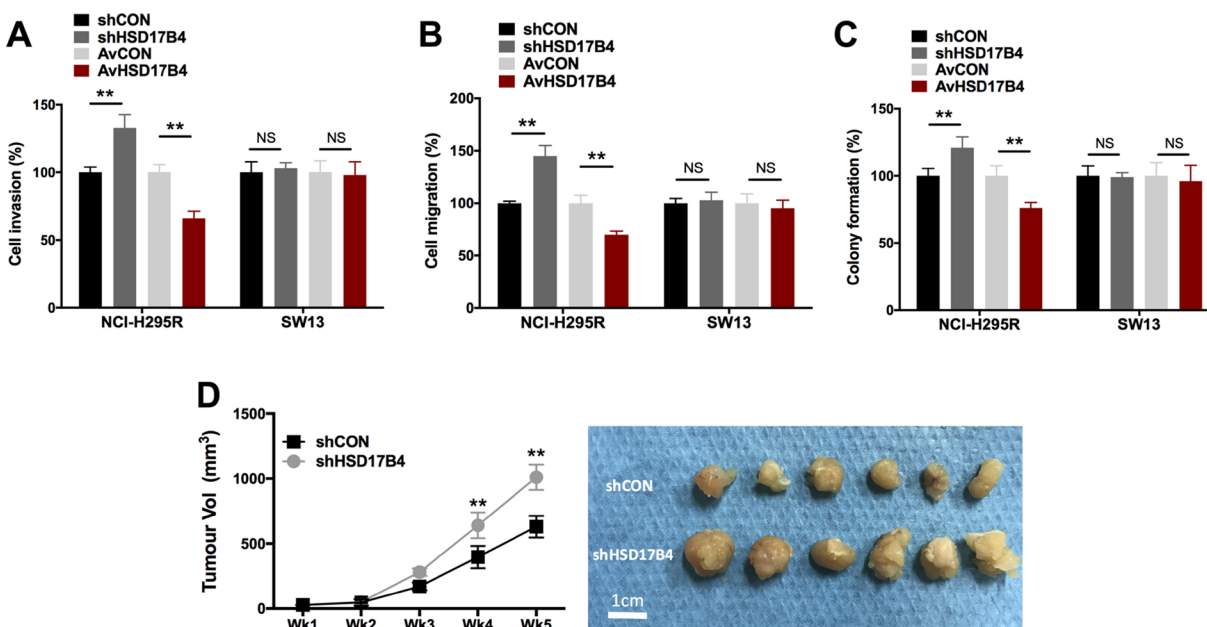 A
shCON
shHSD17B4
AvCON
AvHSD17B4
Cell invasion (%)
150
100
50
0
**
**
NS
NS
NCI-H295R
SW13
B
shCON
shHSD17B4
AvCON
AvHSD17B4
Cell migration (%)
200
150
100
50
0
**
**
NS
NS
NCI-H295R
SW13
C
shCON
shHSD17B4
AvCON
AvHSD17B4
Colony formation (%)
150
100
50
0
**
**
NS
NS
NCI-H295R
SW13
D
shCON
shHSD17B4
Tumour Vol (mm³)
1500
1000
500
0
**
**
Wk1 Wk2 Wk3 Wk4 Wk5
shCON
shHSD17B4
1cm